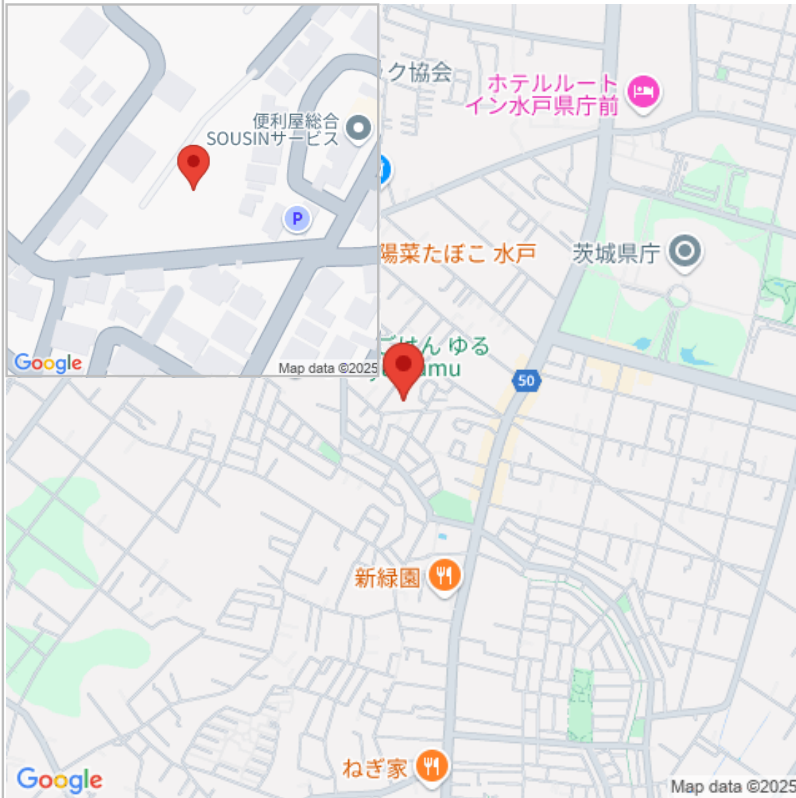 便利屋総合
SOUSINサービス
P
Google
Map data ©2025
ク協会
ホテルルート
イン水戸県庁前
陽菜たばこ 水戸
茨城県庁
ごはん ゆる
amu
50
新緑園
ねぎ家
Google
Map data ©2025